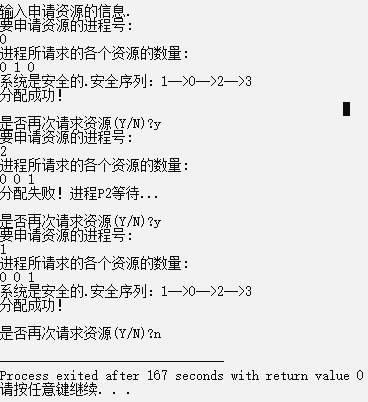 输入申请资源的信息.
要申请资源的进程号:
0
进程所请求的各个资源的数量:
0 1 0
系统是安全的.安全序列: 1-->0-->2-->3
分配成功!
是否再次请求资源(Y/N)?y
要申请资源的进程号:
2
进程所请求的各个资源的数量:
0 0 1
分配失败! 进程P2等待...
是否再次请求资源(Y/N)?y
要申请资源的进程号:
1
进程所请求的各个资源的数量:
0 0 1
系统是安全的.安全序列: 1-->0-->2-->3
分配成功!
是否再次请求资源(Y/N)?n
Process exited after 167 seconds with return value 0
请按任意键继续. . .